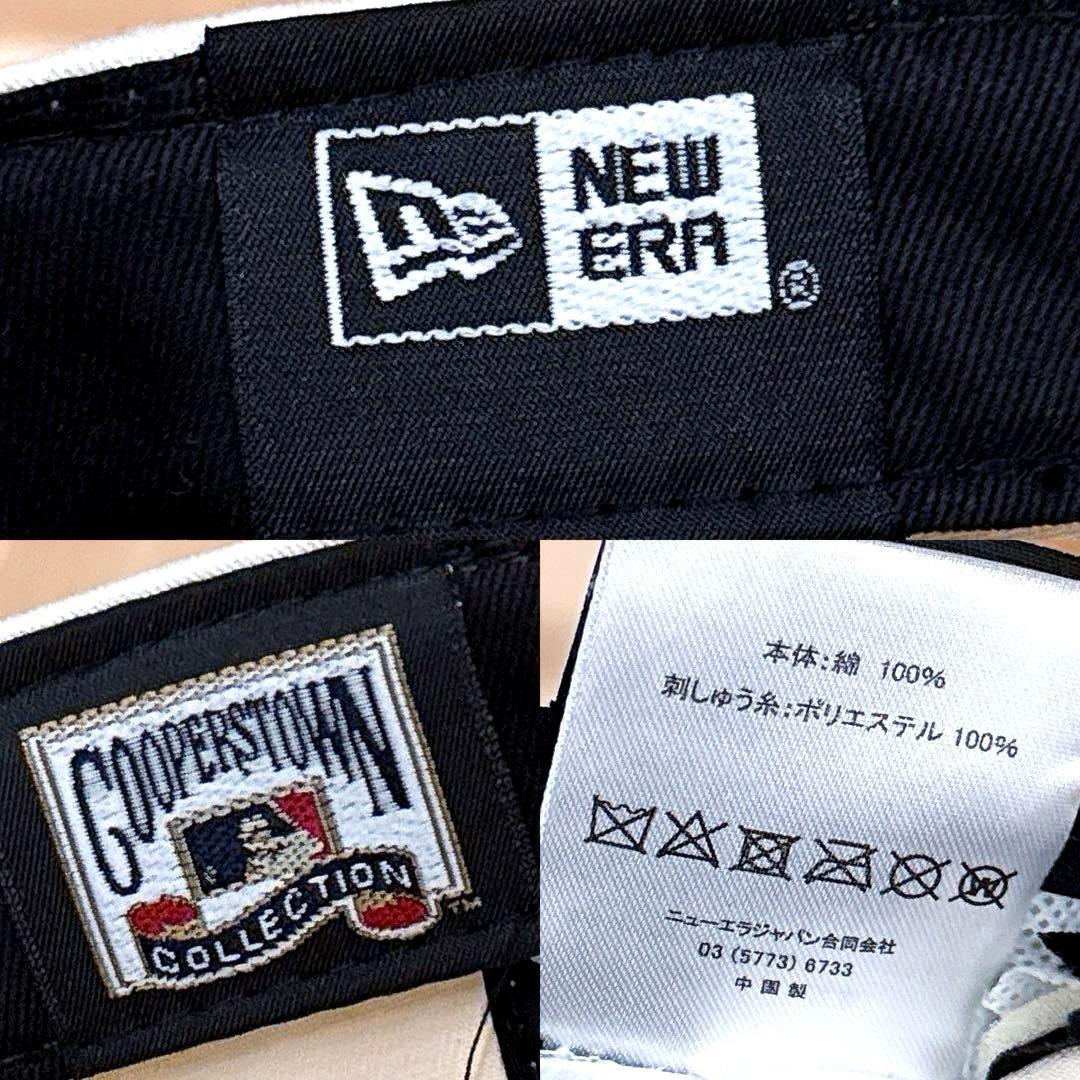 NEW
ERA
®
COOPERSTOWN
COLLECTION
TM
本体:綿 100%
刺しゅう糸:ポリエステル 100%
ニューエラジャパン合同会社
03 (5773) 6733
中国製